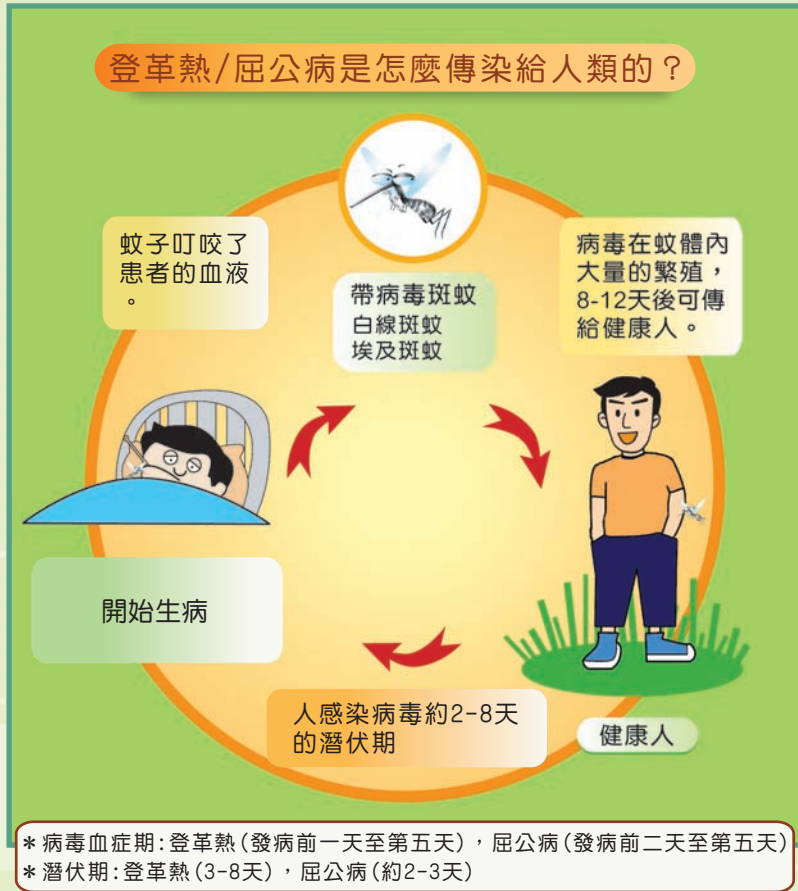 登革熱/屈公病是怎麼傳染給人類的？
蚊子叮咬了
患者的血液
。
帶病毒斑蚊
白線斑蚊
埃及斑蚊
病毒在蚊體內
大量的繁殖，
8-12天後可傳
給健康人。
開始生病
人感染病毒約2-8天
的潛伏期
健康人
＊病毒血症期:登革熱(發病前一天至第五天)，屈公病(發病前二天至第五天)
＊潛伏期:登革熱(3-8天)，屈公病(約2-3天)